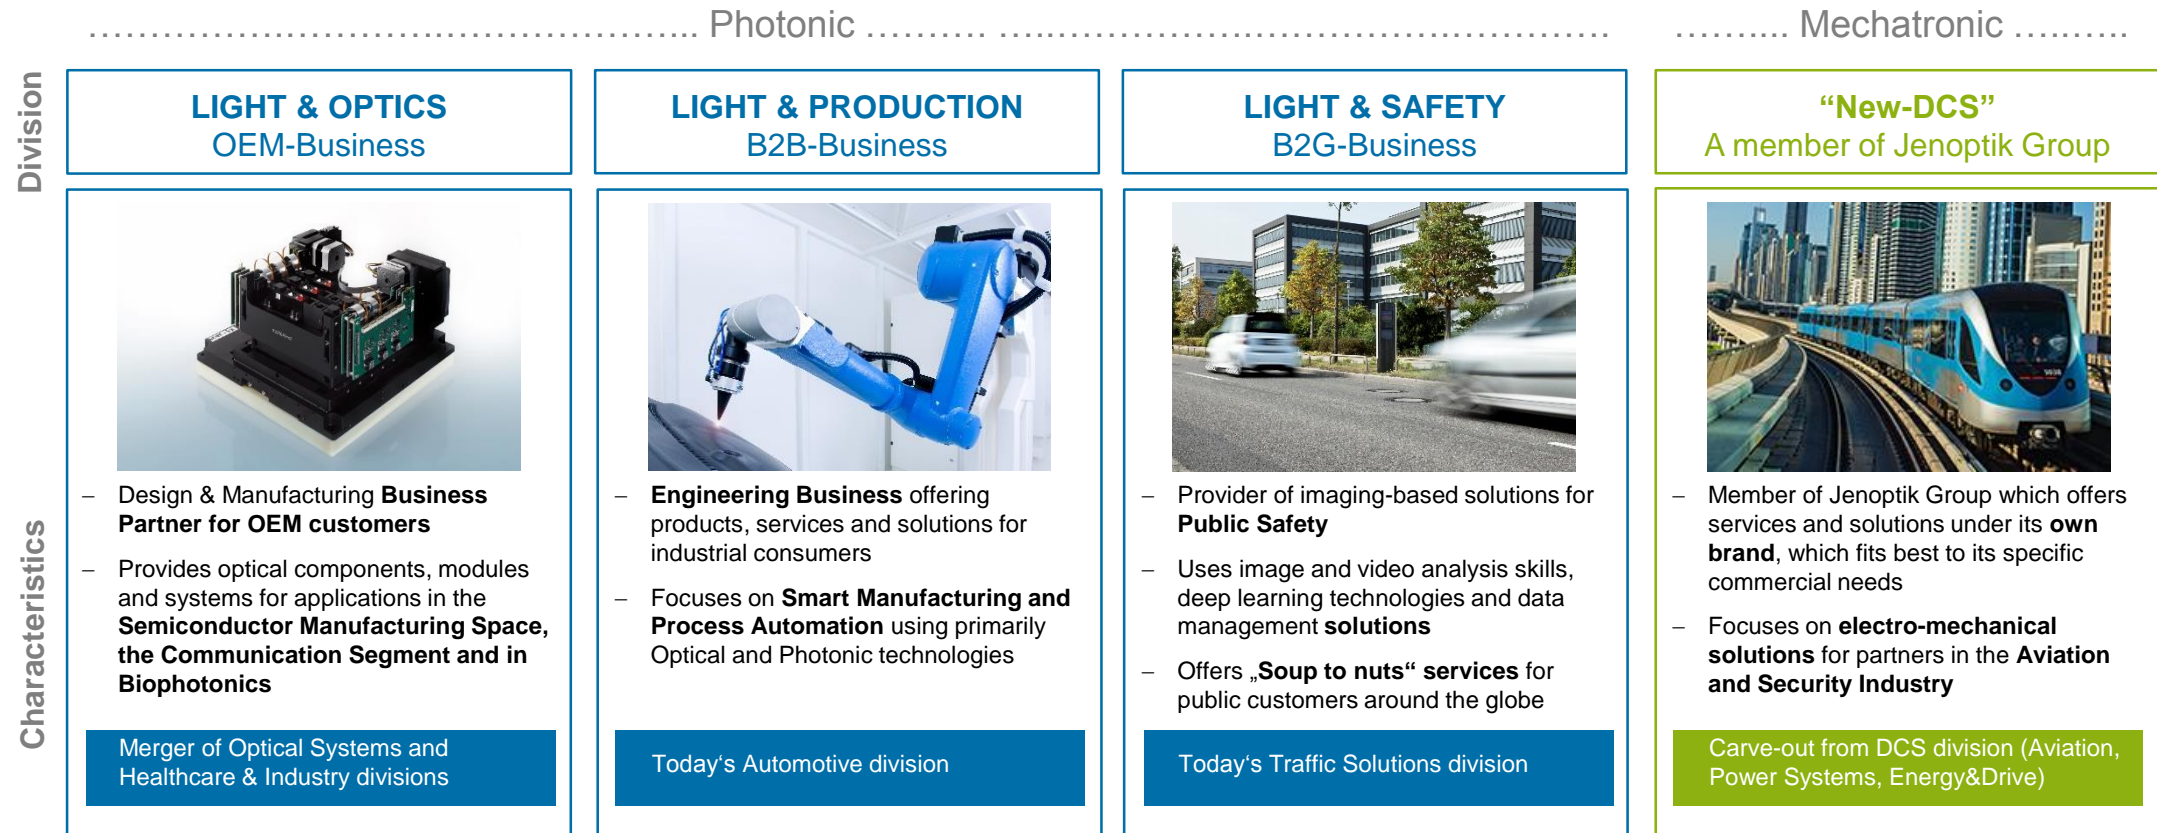 …………….…………..……………………….. Photonic ………. …..…………….……………….…………. ……..... Mechatronic …..…..
Division
LIGHT & OPTICS
OEM-Business
LIGHT & PRODUCTION
B2B-Business
LIGHT & SAFETY
B2G-Business
“New-DCS”
A member of Jenoptik Group
Characteristics
– Design & Manufacturing Business
Partner for OEM customers
– Provides optical components, modules
and systems for applications in the
Semiconductor Manufacturing Space,
the Communication Segment and in
Biophotonics
Merger of Optical Systems and
Healthcare & Industry divisions
– Engineering Business offering
products, services and solutions for
industrial consumers
– Focuses on Smart Manufacturing and
Process Automation using primarily
Optical and Photonic technologies
Today‘s Automotive division
– Provider of imaging-based solutions for
Public Safety
– Uses image and video analysis skills,
deep learning technologies and data
management solutions
– Offers „Soup to nuts“ services for
public customers around the globe
Today‘s Traffic Solutions division
– Member of Jenoptik Group which offers
services and solutions under its own
brand, which fits best to its specific
commercial needs
– Focuses on electro-mechanical
solutions for partners in the Aviation
and Security Industry
Carve-out from DCS division (Aviation,
Power Systems, Energy&Drive)